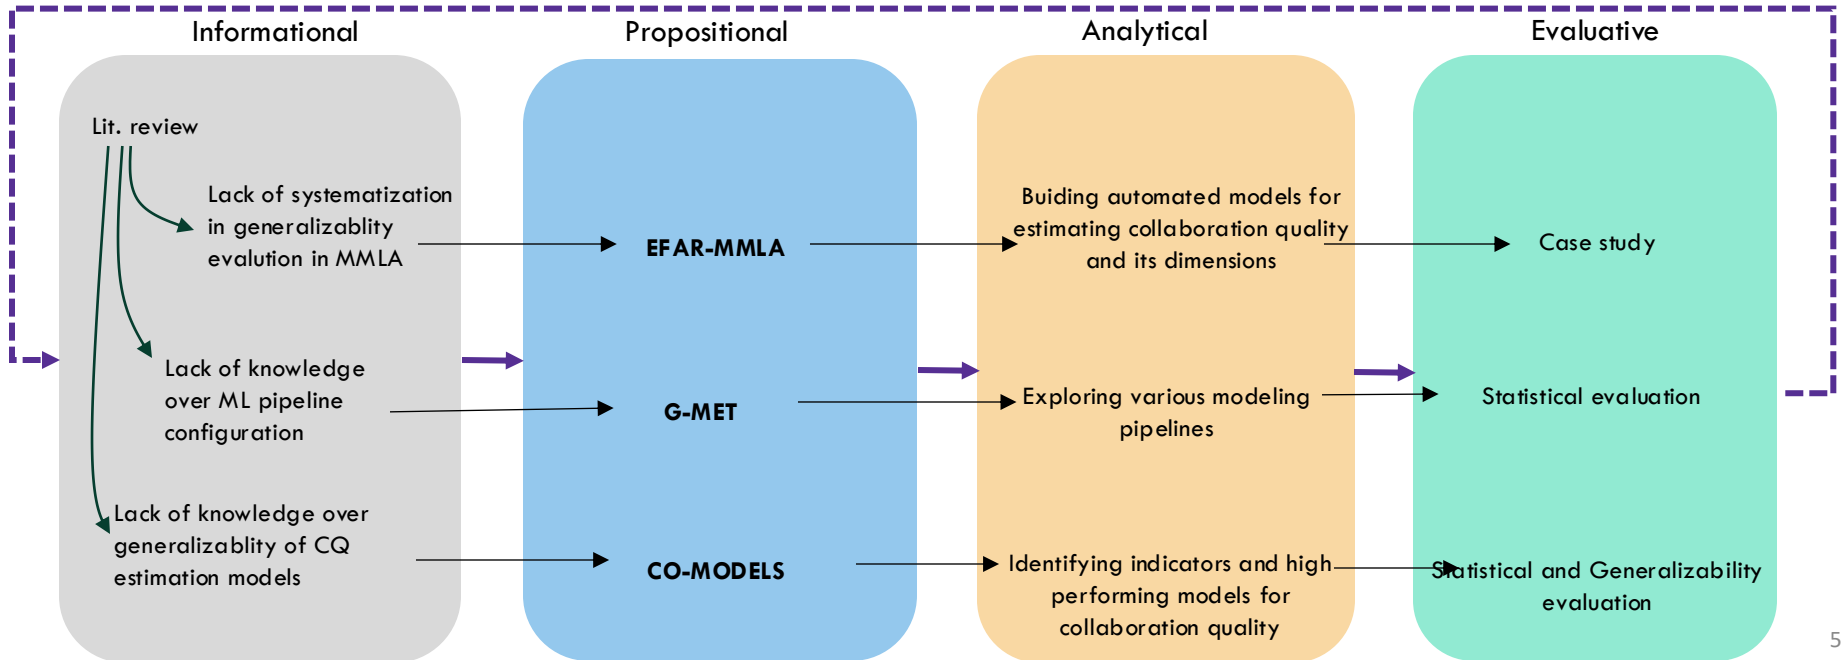 Informational
Propositional
Analytical
Evaluative
Lit. review
Lack of systematization
in generalizablity
evalution in MMLA
Lack of knowledge
over ML pipeline
configuration
Lack of knowledge over
generalizablity of CQ
estimation models
EFAR-MMLA
G-MET
CO-MODELS
Buiding automated models for
estimating collaboration quality
and its dimensions
Exploring various modeling
pipelines
Identifying indicators and high
performing models for
collaboration quality
Case study
Statistical evaluation
Statistical and Generalizability
evaluation
5